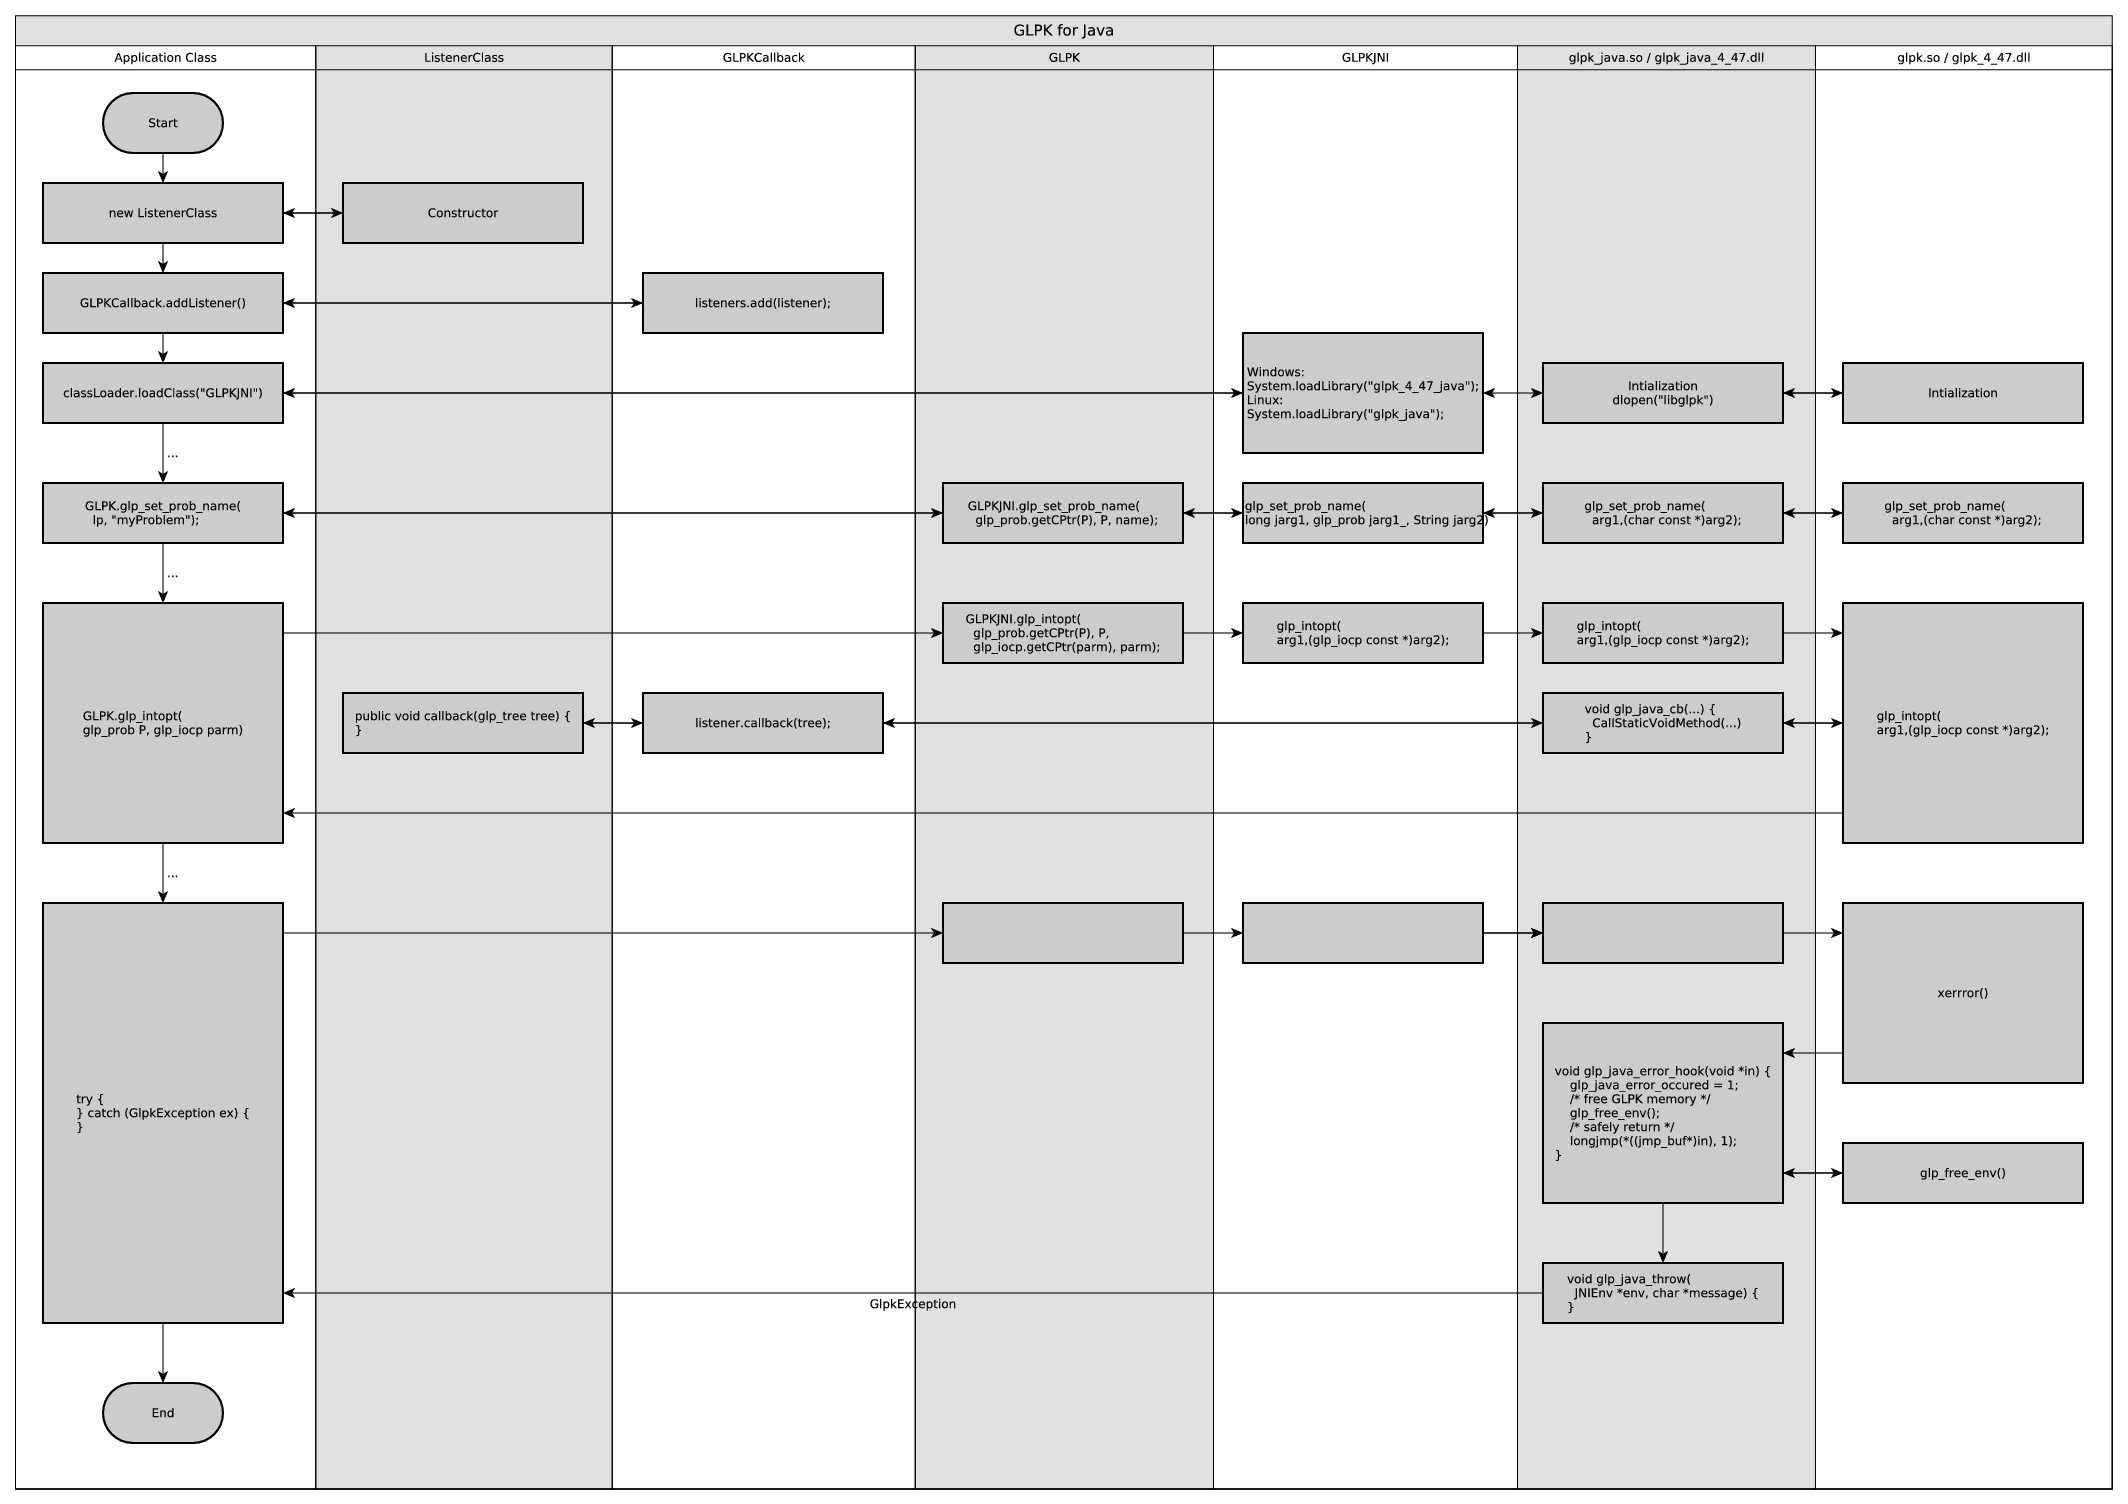 GLPK for Java
Application Class
ListenerClass
GLPKCallback
GLPK
GLPKJNI
glpk_java.so / glpk_java_4_47.dll
glpk.so / glpk_4_47.dll
Start
new ListenerClass
Constructor
GLPKCallback.addListener()
listeners.add(listener);
classLoader.loadClass("GLPKJNI")
Windows:
System.loadLibrary("glpk_4_47_java");
Linux:
System.loadLibrary("glpk_java");
Intialization
dlopen("libglpk")
Intialization
...
GLPK.glp_set_prob_name(
lp, "myProblem");
GLPKJNI.glp_set_prob_name(
glp_prob.getCPtr(P), P, name);
glp_set_prob_name(
long jarg1, glp_prob jarg1_, String jarg2)
glp_set_prob_name(
arg1,(char const *)arg2);
glp_set_prob_name(
arg1,(char const *)arg2);
...
GLPK.glp_intopt(
glp_prob P, glp_iocp parm)
GLPKJNI.glp_intopt(
glp_prob.getCPtr(P), P,
glp_iocp.getCPtr(parm), parm);
glp_intopt(
arg1,(glp_iocp const *)arg2);
glp_intopt(
arg1,(glp_iocp const *)arg2);
glp_intopt(
arg1,(glp_iocp const *)arg2);
public void callback(glp_tree tree) {
}
listener.callback(tree);
void glp_java_cb(...) {
CallStaticVoidMethod(...)
}
...
try {
} catch (GlpkException ex) {
}
xerrror()
void glp_java_error_hook(void *in) {
glp_java_error_occured = 1;
/* free GLPK memory */
glp_free_env();
/* safely return */
longjmp(*((jmp_buf*)in), 1);
}
glp_free_env()
void glp_java_throw(
JNIEnv *env, char *message) {
}
GlpkException
End